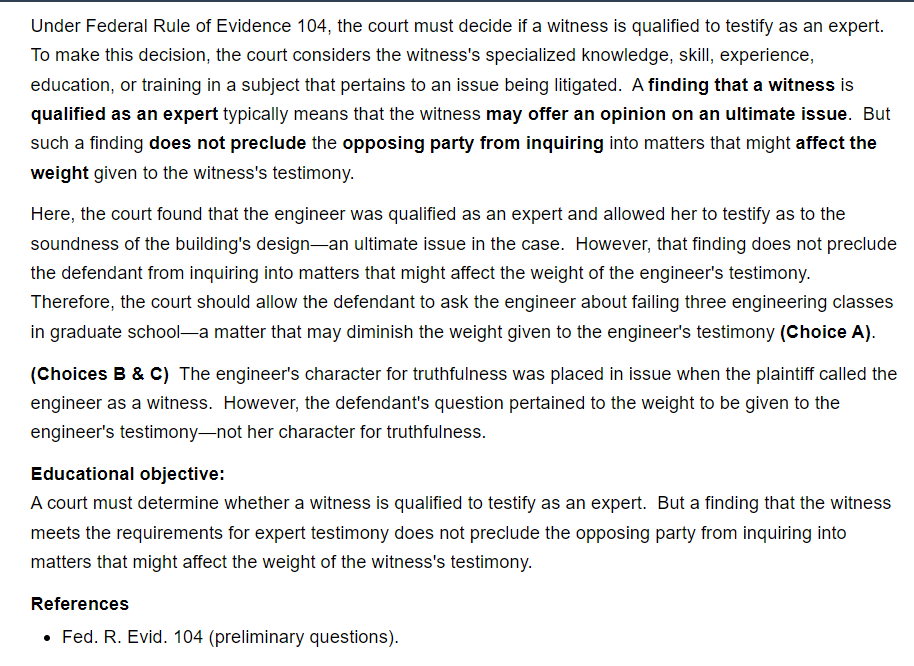 Under Federal Rule of Evidence 104, the court must decide if a witness is qualified to testify as an expert.
To make this decision, the court considers the witness's specialized knowledge, skill, experience,
education, or training in a subject that pertains to an issue being litigated.  A finding that a witness is
qualified as an expert typically means that the witness may offer an opinion on an ultimate issue.  But
such a finding does not preclude the opposing party from inquiring into matters that might affect the
weight given to the witness's testimony.
Here, the court found that the engineer was qualified as an expert and allowed her to testify as to the
soundness of the building's design—an ultimate issue in the case.  However, that finding does not preclude
the defendant from inquiring into matters that might affect the weight of the engineer's testimony.
Therefore, the court should allow the defendant to ask the engineer about failing three engineering classes
in graduate school—a matter that may diminish the weight given to the engineer's testimony (Choice A).
(Choices B & C)  The engineer's character for truthfulness was placed in issue when the plaintiff called the
engineer as a witness.  However, the defendant's question pertained to the weight to be given to the
engineer's testimony—not her character for truthfulness.
Educational objective:
A court must determine whether a witness is qualified to testify as an expert.  But a finding that the witness
meets the requirements for expert testimony does not preclude the opposing party from inquiring into
matters that might affect the weight of the witness's testimony.
References
• Fed. R. Evid. 104 (preliminary questions).